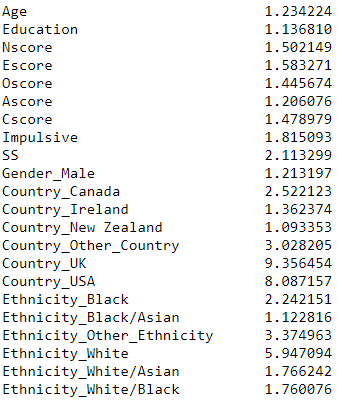 Age 1.234224
Education 1.136810
Nscore 1.502149
Escore 1.583271
Oscore 1.445674
Ascore 1.206076
Cscore 1.478979
Impulsive 1.815093
SS 2.113299
Gender_Male 1.213197
Country_Canada 2.522123
Country_Ireland 1.362374
Country_New Zealand 1.093353
Country_Other_Country 3.028205
Country_UK 9.356454
Country_USA 8.087157
Ethnicity_Black 2.242151
Ethnicity_Black/Asian 1.122816
Ethnicity_Other_Ethnicity 3.374963
Ethnicity_White 5.947094
Ethnicity_White/Asian 1.766242
Ethnicity_White/Black 1.760076